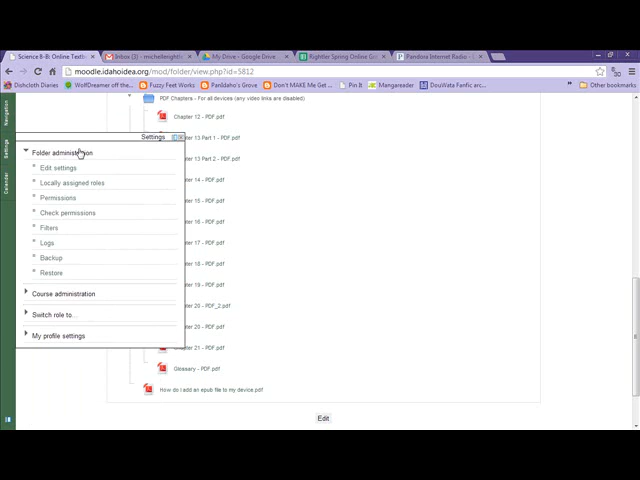 Science 8-B: Online Textb
Inbox (3) - michellemight
My Drive - Google Drive
Rightler Spring Online Gr
Pandora Internet Radio - L
moodle.idahoidea.org/mod/folder/view.php?id=5812
Dishcloth Diaries
WolfDreamer off the
Fuzzy Feet Works
PanIdaho's Grove
Don't MAKE Me Get ...
Pin It
Mangareader
DouWata Fenfic arc...
Other bookmarks
Navigation
Settings
Calendar
PDF Chapters - For all devices (any video links are disabled)
Chapter 12 - PDF.pdf
ter 13 Part 1 - PDF.pdf
ter 13 Part 2 - PDF.pdf
ter 14 - PDF.pdf
ter 15 - PDF.pdf
ter 16 - PDF.pdf
ter 17 - PDF.pdf
ter 18 - PDF.pdf
ter 19 - PDF.pdf
ter 20 - PDF_2.pdf
ter 20 - PDF.pdf
ter 21 - PDF.pdf
Glossary - PDF.pdf
How do I add an epub file to my device.pdf
Edit
Settings
Folder administration
Edit settings
Locally assigned roles
Permissions
Check permissions
Filters
Logs
Backup
Restore
Course administration
Switch role to...
My profile settings